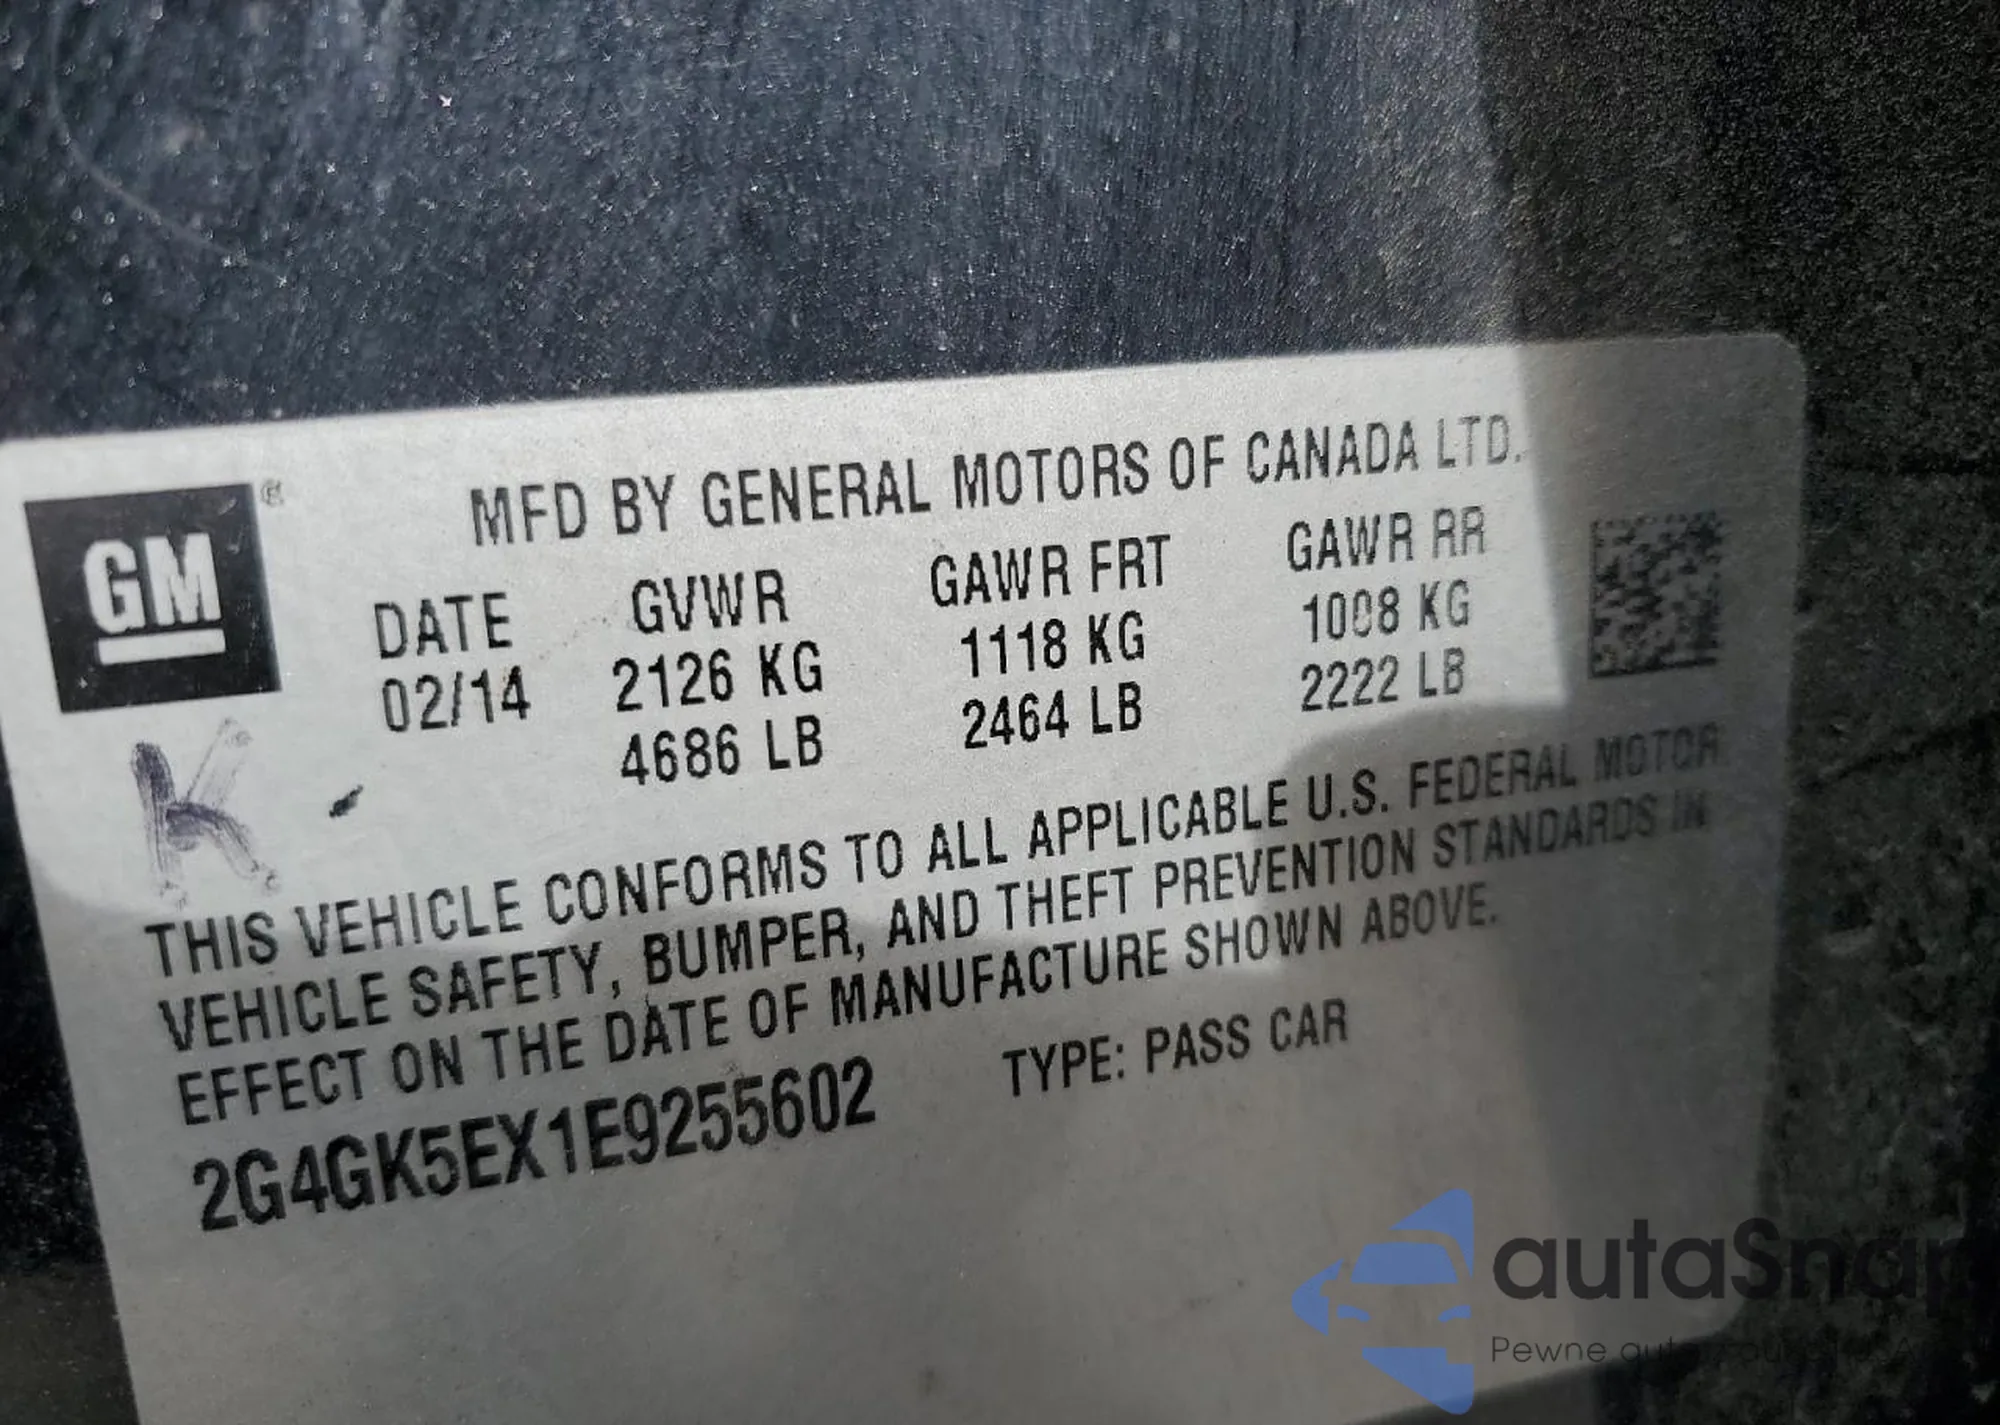 MFD BY GENERAL MOTORS OF CANADA LTD.
GM ®
DATE GVWR GAWR FRT GAWR RR
02/14 2126 KG 1118 KG 1008 KG
4686 LB 2464 LB 2222 LB
K
THIS VEHICLE CONFORMS TO ALL APPLICABLE U.S. FEDERAL MOTOR
VEHICLE SAFETY, BUMPER, AND THEFT PREVENTION STANDARDS IN
EFFECT ON THE DATE OF MANUFACTURE SHOWN ABOVE.
2G4GK5EX1E9255602 TYPE: PASS CAR
autaSnap
Pewne auta z